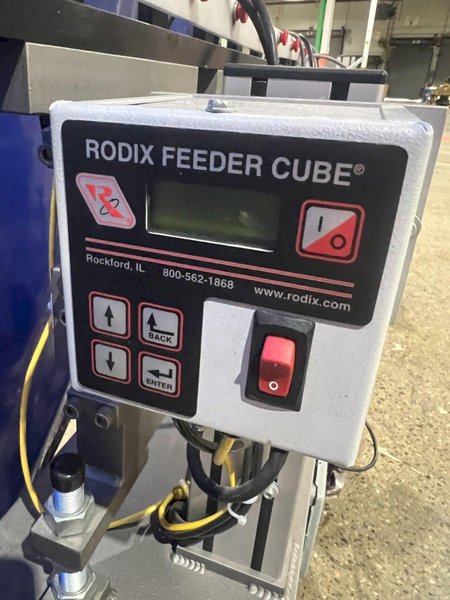 RODIX FEEDER CUBE®
R
I
O
Rockford, IL 800-562-1868 www.rodix.com
BACK
ENTER
O